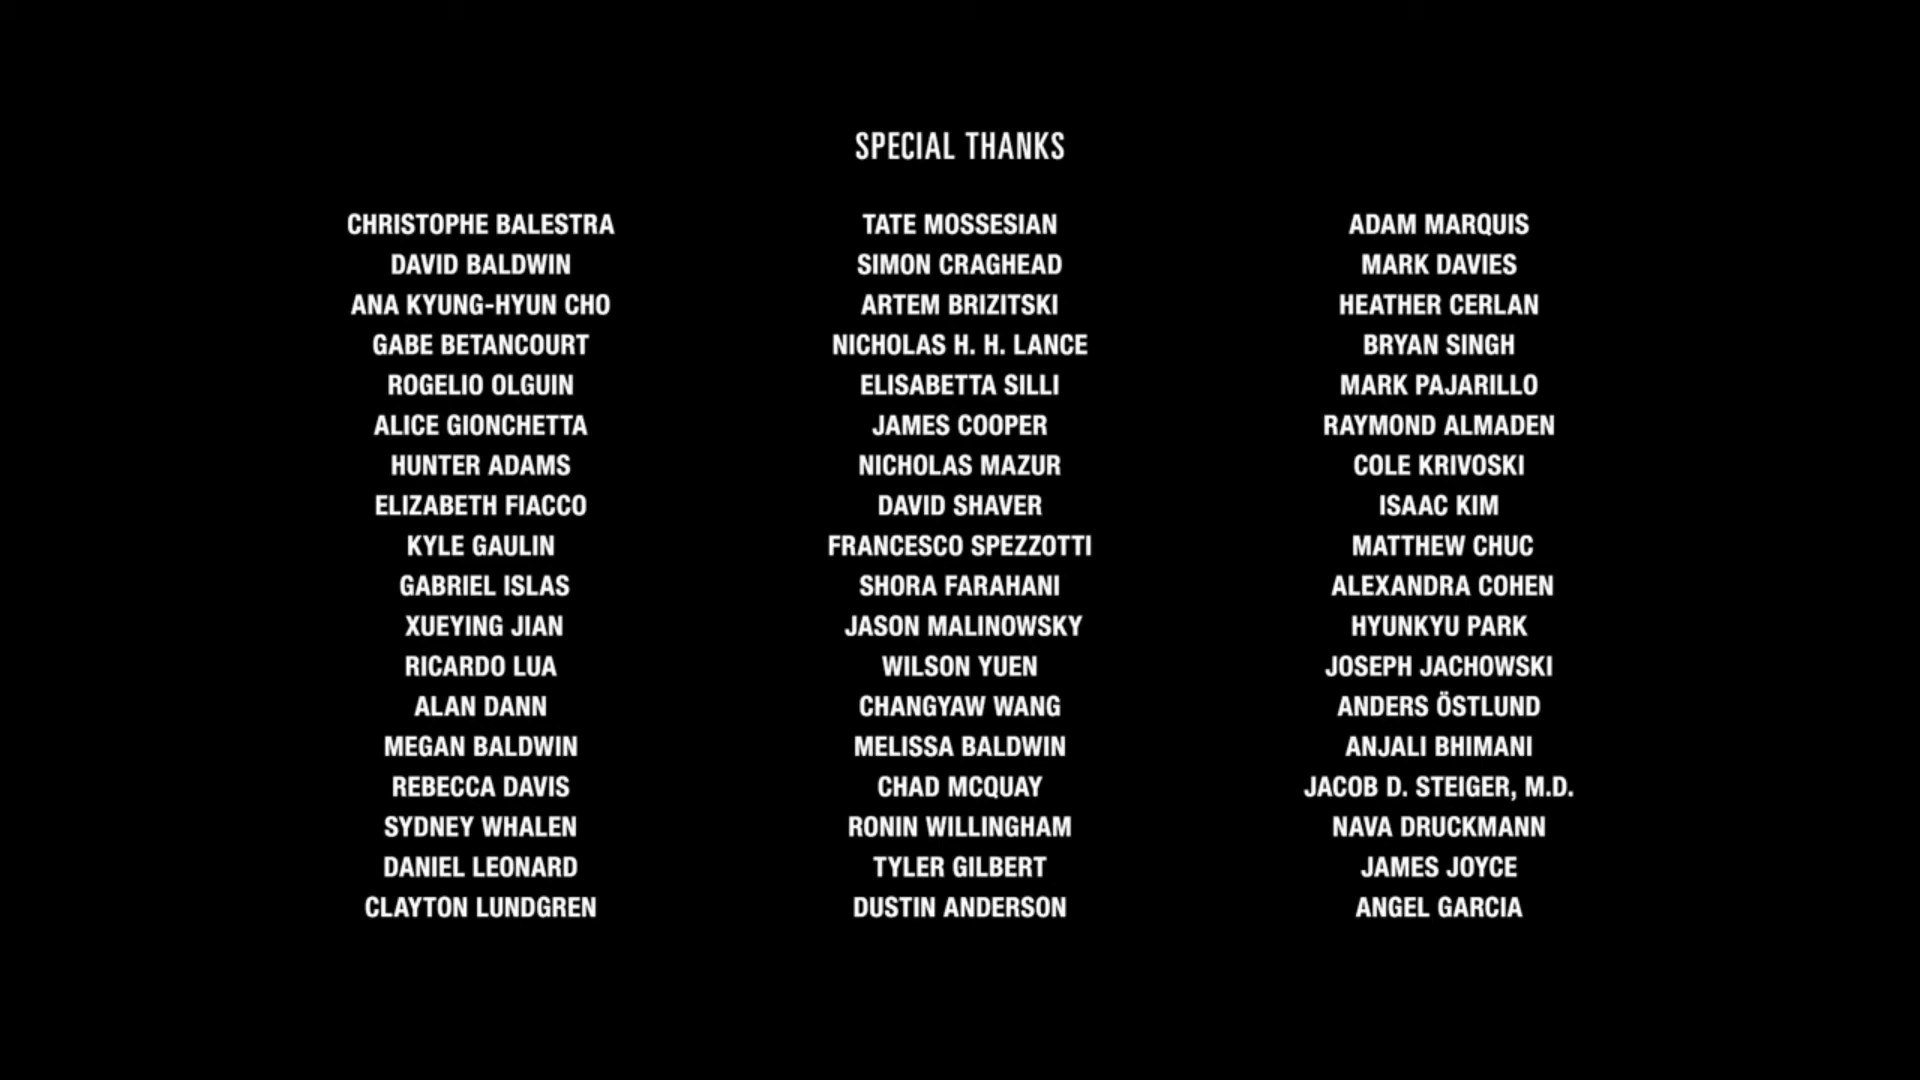 SPECIAL THANKS
CHRISTOPHE BALESTRA
DAVID BALDWIN
ANA KYUNG-HYUN CHO
GABE BETANCOURT
ROGELIO OLGUIN
ALICE GIONCHETTA
HUNTER ADAMS
ELIZABETH FIACCO
KYLE GAULIN
GABRIEL ISLAS
XUEYING JIAN
RICARDO LUA
ALAN DANN
MEGAN BALDWIN
REBECCA DAVIS
SYDNEY WHALEN
DANIEL LEONARD
CLAYTON LUNDGREN
TATE MOSSESIAN
SIMON CRAGHEAD
ARTEM BRIZITSKI
NICHOLAS H. H. LANCE
ELISABETTA SILLI
JAMES COOPER
NICHOLAS MAZUR
DAVID SHAVER
FRANCESCO SPEZZOTTI
SHORA FARAHANI
JASON MALINOWSKY
WILSON YUEN
CHANGYAW WANG
MELISSA BALDWIN
CHAD MCQUAY
RONIN WILLINGHAM
TYLER GILBERT
DUSTIN ANDERSON
ADAM MARQUIS
MARK DAVIES
HEATHER CERLAN
BRYAN SINGH
MARK PAJARILLO
RAYMOND ALMADEN
COLE KRIVOSKI
ISAAC KIM
MATTHEW CHUC
ALEXANDRA COHEN
HYUNKYU PARK
JOSEPH JACHOWSKI
ANDERS ÖSTLUND
ANJALI BHIMANI
JACOB D. STEIGER, M.D.
NAVA DRUCKMANN
JAMES JOYCE
ANGEL GARCIA